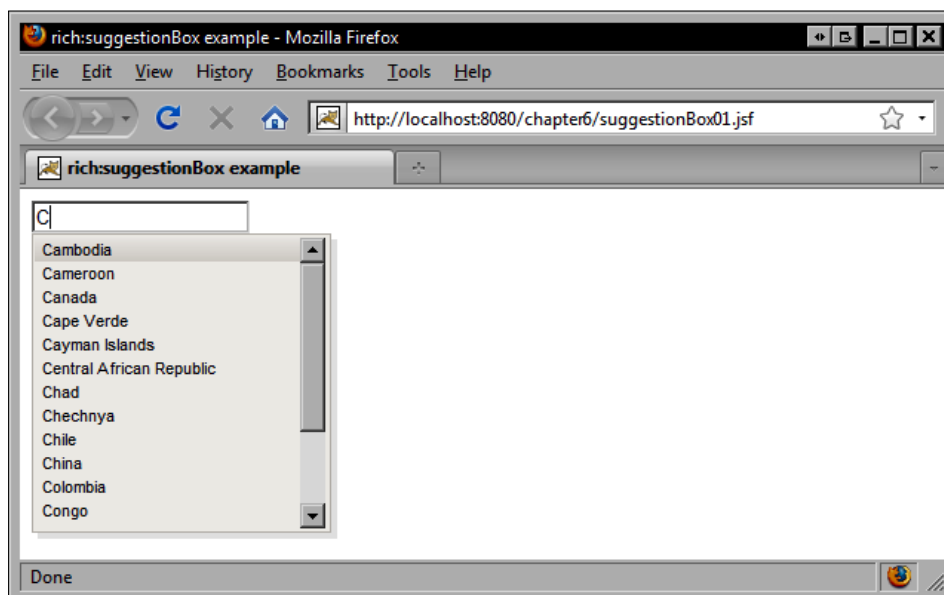 rich:suggestionBox example - Mozilla Firefox
File Edit View History Bookmarks Tools Help
http://localhost:8080/chapter6/suggestionBox01.jsf
rich:suggestionBox example
C
Cambodia
Cameroon
Canada
Cape Verde
Cayman Islands
Central African Republic
Chad
Chechnya
Chile
China
Colombia
Congo
Done